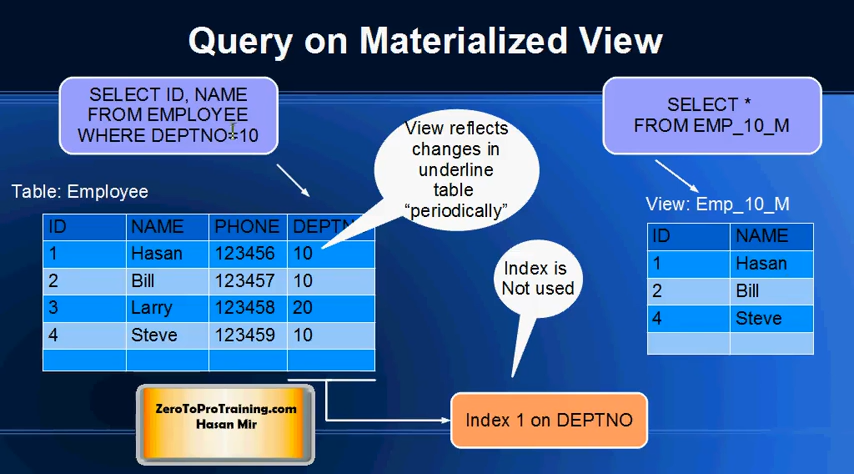 Query on Materialized View
SELECT ID, NAME
FROM EMPLOYEE
WHERE DEPTNO=10
SELECT *
FROM EMP_10_M
View reflects
changes in
underline
table
“periodically”
Table: Employee
ID NAME PHONE DEPTN
1 Hasan 123456 10
2 Bill 123457 10
3 Larry 123458 20
4 Steve 123459 10
Index is
Not used
View: Emp_10_M
ID NAME
1 Hasan
2 Bill
4 Steve
ZeroToProTraining.com
Hasan Mir
Index 1 on DEPTNO